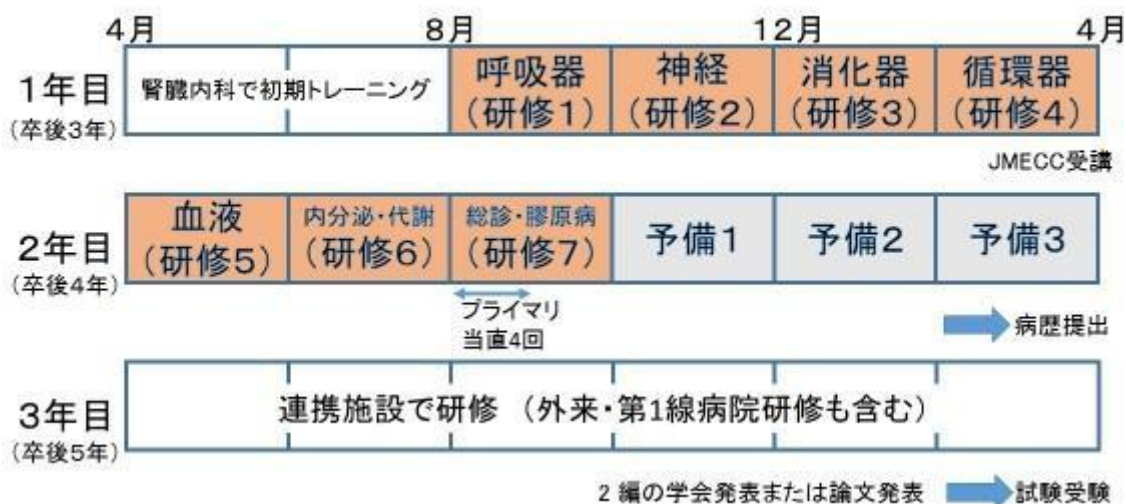 4月 8月 12月 4月
1年目
(卒後3年)
腎臓内科で初期トレーニング
呼吸器
(研修1)
神経
(研修2)
消化器
(研修3)
循環器
(研修4)
JMECC受講
2年目
(卒後4年)
血液
(研修5)
内分泌・代謝
(研修6)
総診・膠原病
(研修7)
予備1
予備2
予備3
プライマリ
当直4回
病歴提出
3年目
(卒後5年)
連携施設で研修 (外来・第1線病院研修も含む)
2 編の学会発表または論文発表
試験受験